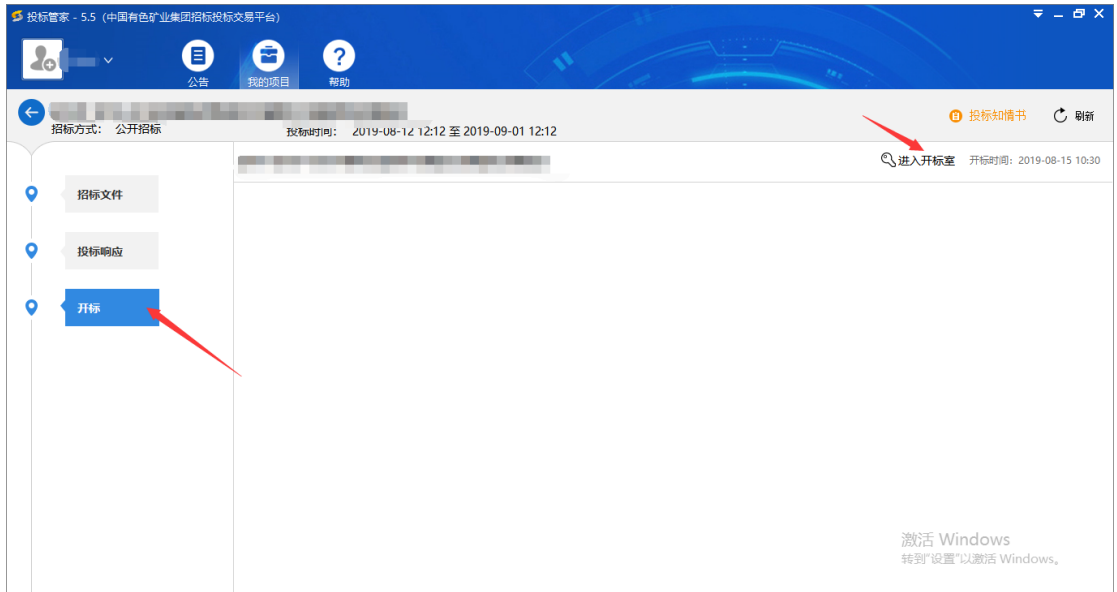 投标管家 - 5.5（中国有色矿业集团招标投标交易平台）
公告
我的项目
帮助
投标知情书
刷新
招标方式： 公开招标
投标时间： 2019-08-12 12:12 至 2019-09-01 12:12
进入开标室 开标时间：2019-08-15 10:30
招标文件
投标响应
开标
激活 Windows
转到"设置"以激活 Windows。